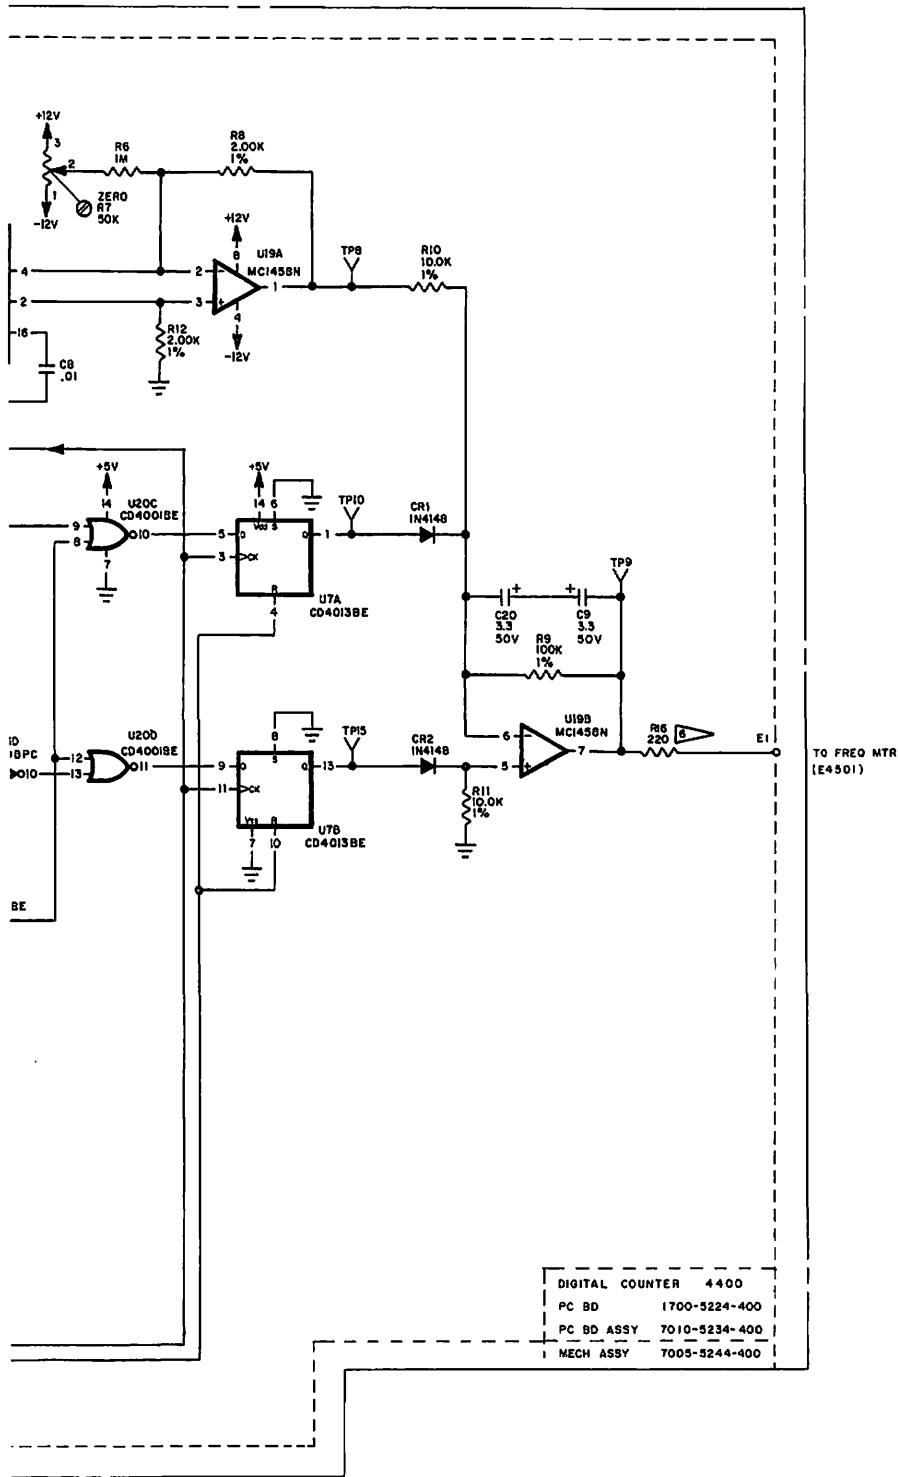 +12V
3
2
1
-12V
ZERO
R7
50K
R6
1M
R8
2.00K
1%
+12V
8
U19A
MC1458N
4
2
-
1
2
3
+
4
-12V
R12
2.00K
1%
16
C8
.01
TP8
R10
10.0K
1%
+5V
14
U20C
CD4001BE
9
8
10
7
+5V
14
6
VDD
S
5
D
Q
1
3
CK
R
4
U7A
CD4013BE
TP10
CR1
1N4148
TP9
+
+
C20
3.3
50V
C9
3.3
50V
R9
100K
1%
U20D
CD4001BE
12
13
11
10
BPC
8
S
9
D
Q
13
11
CK
VSS
R
7
10
U7B
CD4013BE
TP15
CR2
1N4148
6
-
5
+
U19B
MC1458N
7
R11
10.0K
1%
R16
220
6
E1
TO FREQ MTR
(E4501)
BE
DIGITAL COUNTER 4400
PC BD 1700-5224-400
PC BD ASSY 7010-5234-400
MECH ASSY 7005-5244-400